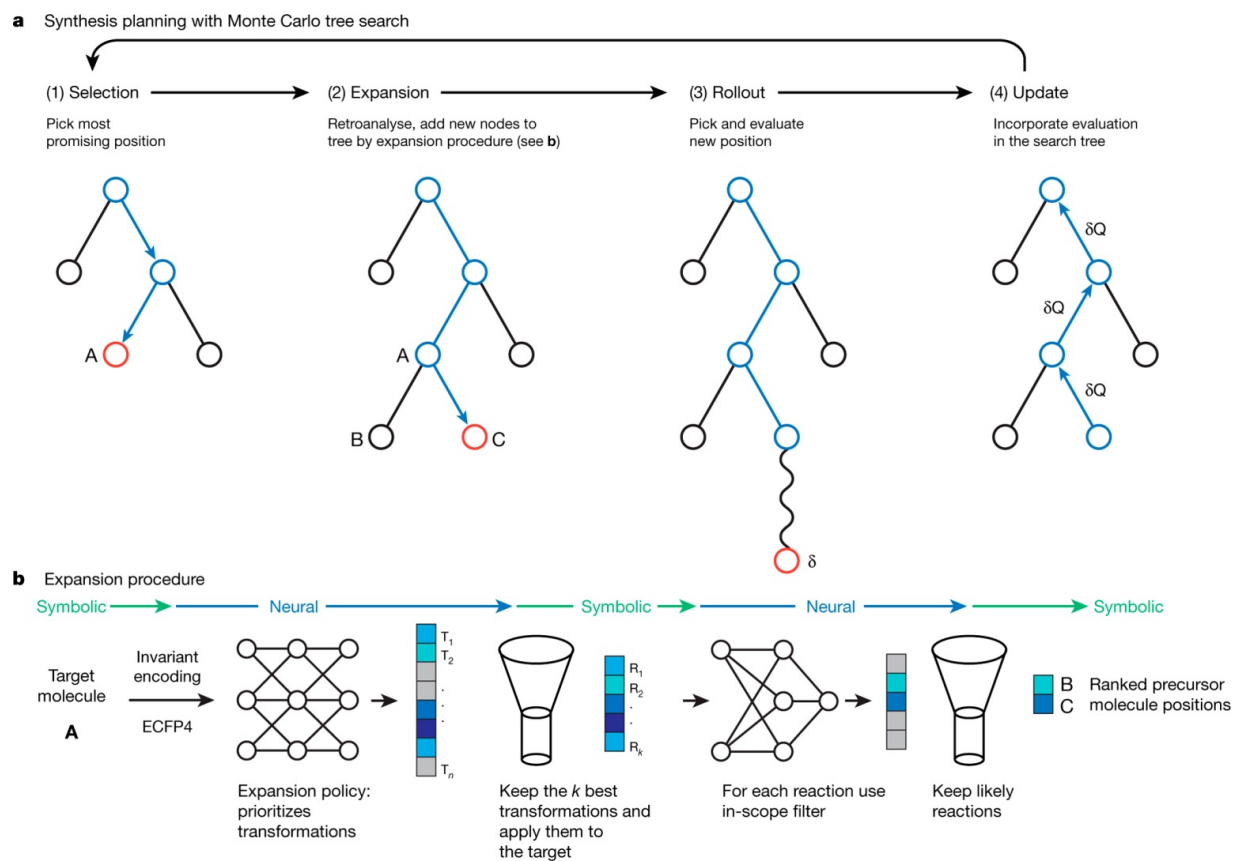 a Synthesis planning with Monte Carlo tree search
(1) Selection
Pick most
promising position
(2) Expansion
Retroanalyse, add new nodes to
tree by expansion procedure (see b)
(3) Rollout
Pick and evaluate
new position
(4) Update
Incorporate evaluation
in the search tree
A
A
B
C
δ
δQ
δQ
δQ
b Expansion procedure
Symbolic
Neural
Symbolic
Neural
Symbolic
Target
molecule
A
Invariant
encoding
ECFP4
T1
T2
.
.
.
Tn
Expansion policy:
prioritizes
transformations
R1
R2
.
.
Rk
Keep the k best
transformations and
apply them to
the target
For each reaction use
in-scope filter
Keep likely
reactions
B
C
Ranked precursor
molecule positions